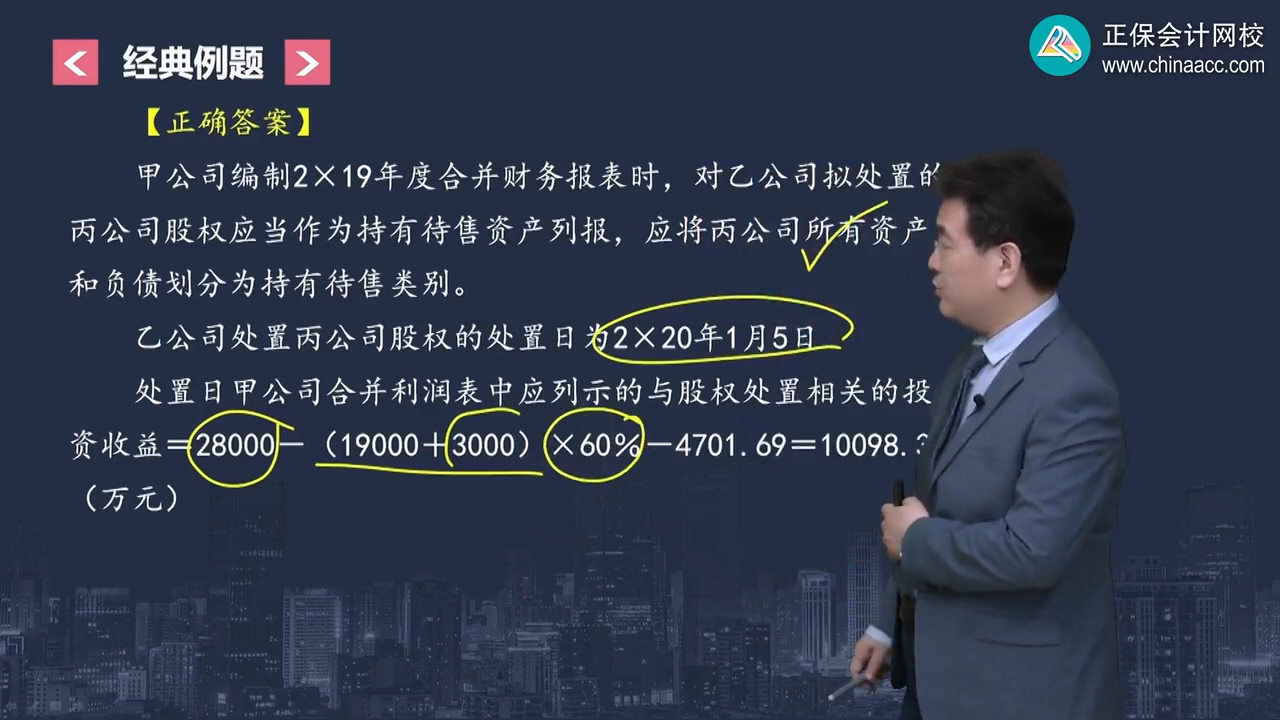 正保会计网校
www.chinaacc.com
经典例题
【正确答案】
甲公司编制2×19年度合并财务报表时，对乙公司拟处置的
丙公司股权应当作为持有待售资产列报，应将丙公司所有资产
和负债划分为持有待售类别。
乙公司处置丙公司股权的处置日为2×20年1月5日
处置日甲公司合并利润表中应列示的与股权处置相关的投
资收益＝28000－（19000＋3000）×60%－4701.69＝10098.3
（万元）